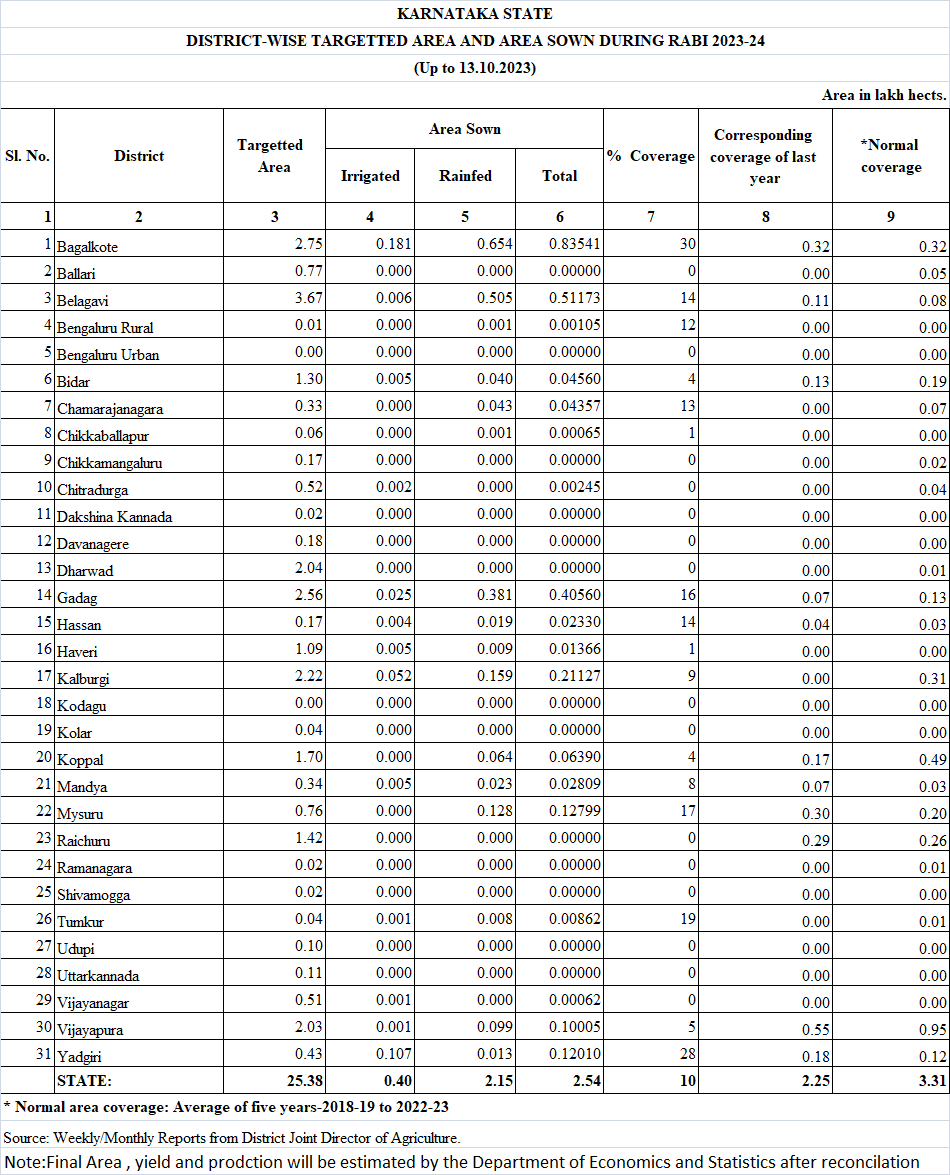 KARNATAKA STATE
DISTRICT-WISE TARGETTED AREA AND AREA SOWN DURING RABI 2023-24
(Up to 13.10.2023)
Area in lakh hects.
Sl. No. District Targetted Area Area Sown % Coverage Corresponding coverage of last year *Normal coverage
Irrigated Rainfed Total
1 2 3 4 5 6 7 8 9
1 Bagalkote 2.75 0.181 0.654 0.83541 30 0.32 0.32
2 Ballari 0.77 0.000 0.000 0.00000 0 0.00 0.05
3 Belagavi 3.67 0.006 0.505 0.51173 14 0.11 0.08
4 Bengaluru Rural 0.01 0.000 0.001 0.00105 12 0.00 0.00
5 Bengaluru Urban 0.00 0.000 0.000 0.00000 0 0.00 0.00
6 Bidar 1.30 0.005 0.040 0.04560 4 0.13 0.19
7 Chamarajanagara 0.33 0.000 0.043 0.04357 13 0.00 0.07
8 Chikkaballapur 0.06 0.000 0.001 0.00065 1 0.00 0.00
9 Chikkamangaluru 0.17 0.000 0.000 0.00000 0 0.00 0.02
10 Chitradurga 0.52 0.002 0.000 0.00245 0 0.00 0.04
11 Dakshina Kannada 0.02 0.000 0.000 0.00000 0 0.00 0.00
12 Davanagere 0.18 0.000 0.000 0.00000 0 0.00 0.00
13 Dharwad 2.04 0.000 0.000 0.00000 0 0.00 0.01
14 Gadag 2.56 0.025 0.381 0.40560 16 0.07 0.13
15 Hassan 0.17 0.004 0.019 0.02330 14 0.04 0.03
16 Haveri 1.09 0.005 0.009 0.01366 1 0.00 0.00
17 Kalburgi 2.22 0.052 0.159 0.21127 9 0.00 0.31
18 Kodagu 0.00 0.000 0.000 0.00000 0 0.00 0.00
19 Kolar 0.04 0.000 0.000 0.00000 0 0.00 0.00
20 Koppal 1.70 0.000 0.064 0.06390 4 0.17 0.49
21 Mandya 0.34 0.005 0.023 0.02809 8 0.07 0.03
22 Mysuru 0.76 0.000 0.128 0.12799 17 0.30 0.20
23 Raichuru 1.42 0.000 0.000 0.00000 0 0.29 0.26
24 Ramanagara 0.02 0.000 0.000 0.00000 0 0.00 0.01
25 Shivamogga 0.02 0.000 0.000 0.00000 0 0.00 0.00
26 Tumkur 0.04 0.001 0.008 0.00862 19 0.00 0.01
27 Udupi 0.10 0.000 0.000 0.00000 0 0.00 0.00
28 Uttarkannada 0.11 0.000 0.000 0.00000 0 0.00 0.00
29 Vijayanagar 0.51 0.001 0.000 0.00062 0 0.00 0.00
30 Vijayapura 2.03 0.001 0.099 0.10005 5 0.55 0.95
31 Yadgiri 0.43 0.107 0.013 0.12010 28 0.18 0.12
STATE: 25.38 0.40 2.15 2.54 10 2.25 3.31
* Normal area coverage: Average of five years-2018-19 to 2022-23
Source: Weekly/Monthly Reports from District Joint Director of Agriculture.
Note:Final Area , yield and prodction will be estimated by the Department of Economics and Statistics after reconcilation